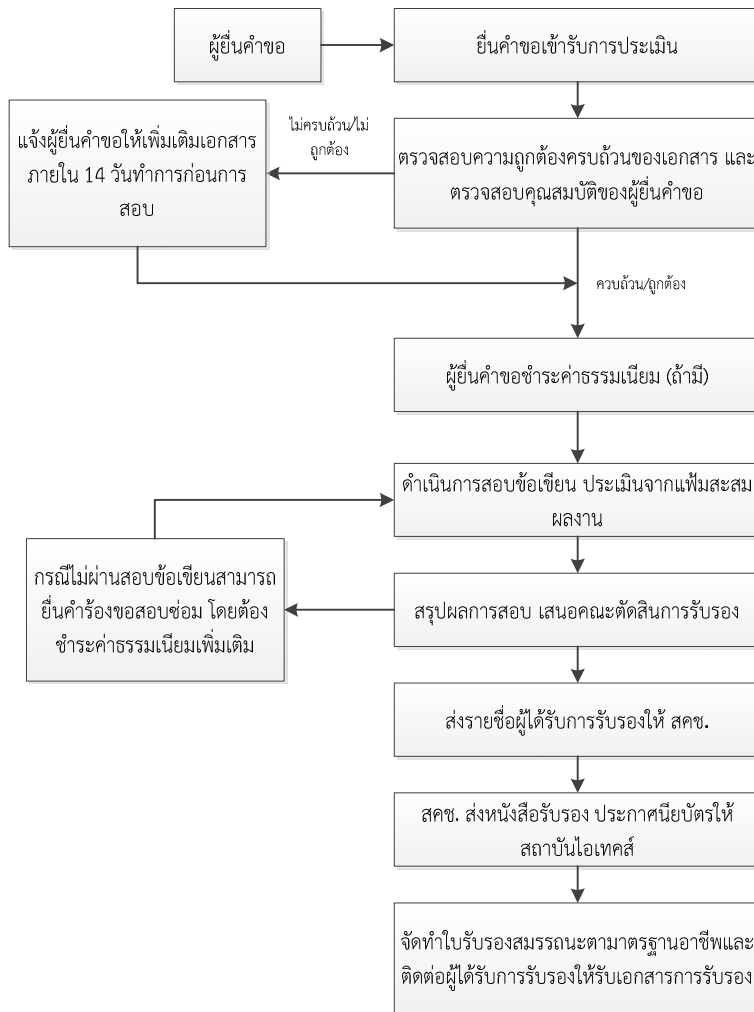 ผู้ยื่นคำขอ
ยื่นคำขอเข้ารับการประเมิน
แจ้งผู้ยื่นคำขอให้เพิ่มเติมเอกสาร
ภายใน 14 วันทำการก่อนการ
สอบ
ไม่ครบถ้วน/ไม่
ถูกต้อง
ตรวจสอบความถูกต้องครบถ้วนของเอกสาร และ
ตรวจสอบคุณสมบัติของผู้ยื่นคำขอ
ควบถ้วน/ถูกต้อง
ผู้ยื่นคำขอชำระค่าธรรมเนียม (ถ้ามี)
ดำเนินการสอบข้อเขียน ประเมินจากแฟ้มสะสม
ผลงาน
กรณีไม่ผ่านสอบข้อเขียนสามารถ
ยื่นคำร้องขอสอบซ่อม โดยต้อง
ชำระค่าธรรมเนียมเพิ่มเติม
สรุปผลการสอบ เสนอคณะตัดสินการรับรอง
ส่งรายชื่อผู้ได้รับการรับรองให้ สคช.
สคช. ส่งหนังสือรับรอง ประกาศนียบัตรให้
สถาบันไอเทคส์
จัดทำใบรับรองสมรรถนะตามาตรฐานอาชีพและ
ติดต่อผู้ได้รับการรับรองให้รับเอกสารการรับรอง